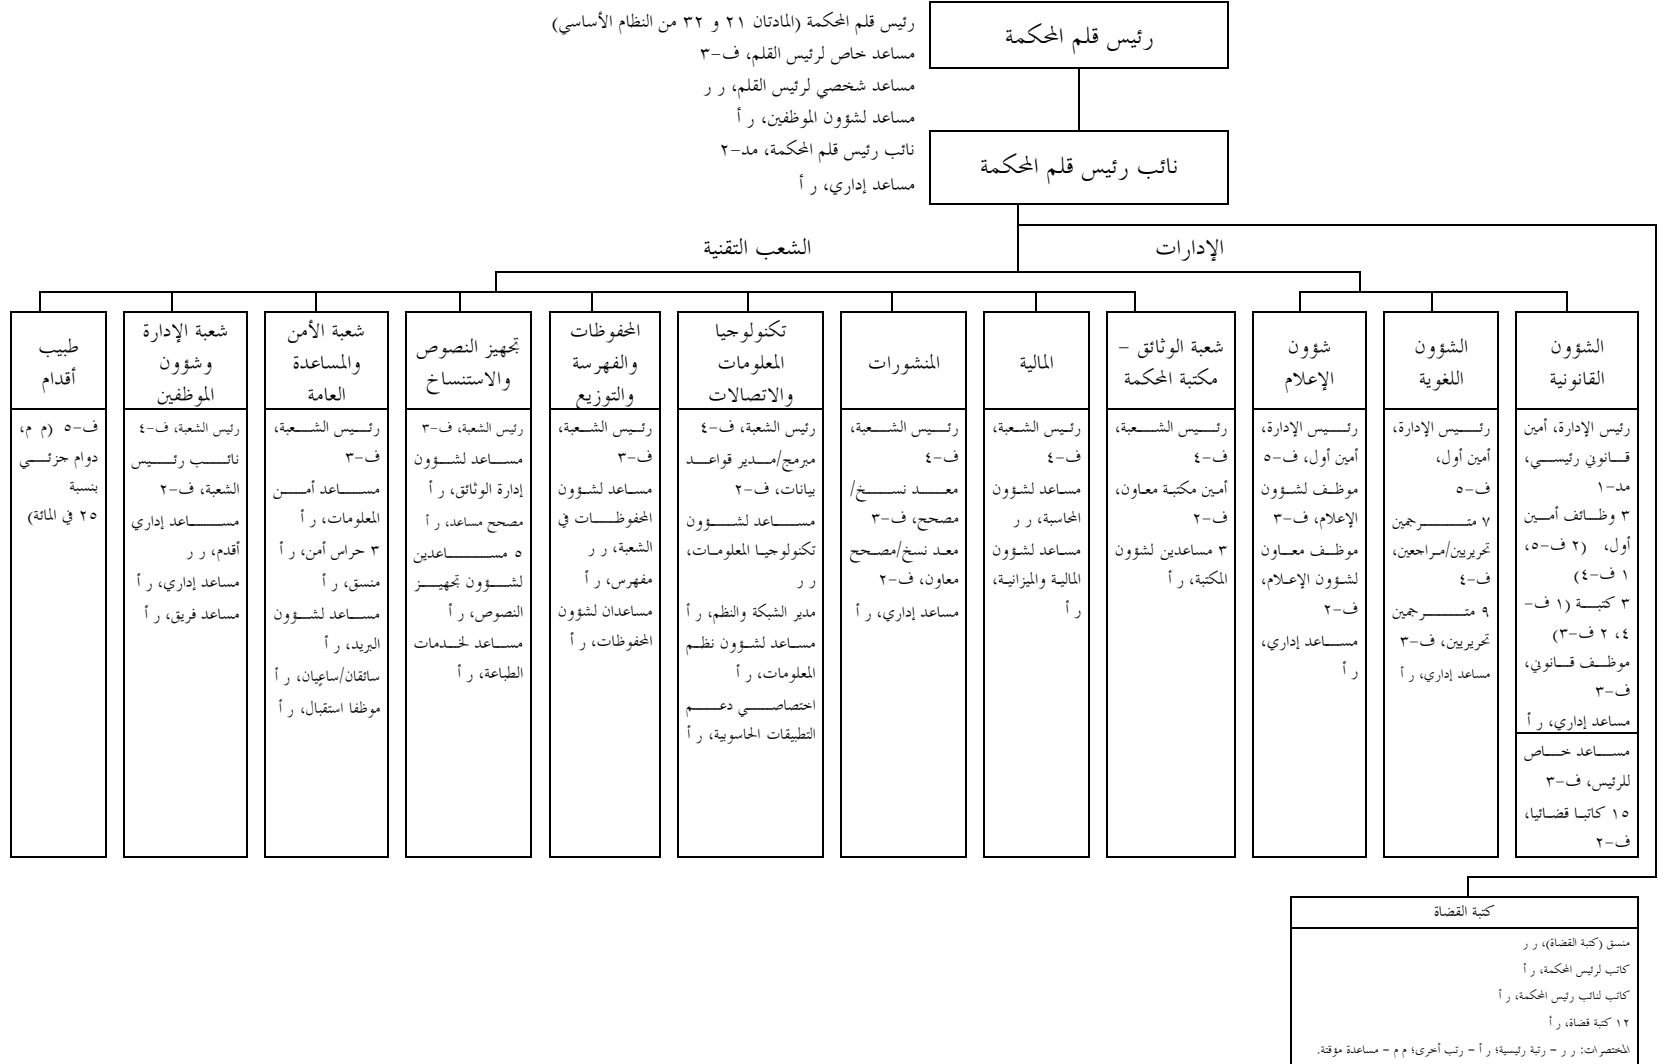 رئيس قلم المحكمة
رئيس قلم المحكمة (المادتان ٢١ و ٣٢ من النظام الأساسي)
مساعد خاص لرئيس القلم، ف-٣
مساعد شخصي لرئيس القلم، ر ر
مساعد لشؤون الموظفين، ر أ
نائب رئيس قلم المحكمة، مد-٢
مساعد إداري، ر أ
نائب رئيس قلم المحكمة
الإدارات
الشعب التقنية
الشؤون
القانونية
رئيس الإدارة، أمين
قانوني رئيسي،
مد-١
٣ وظائف أمين
أول، (٢ ف-٥،
١ ف-٤)
٣ كتبة (١ ف-
٤، ٢ ف-٣)
موظف قانوني،
ف-٣
مساعد إداري، ر أ
مساعد خاص
للرئيس، ف-٣
١٥ كاتبا قضائيا،
ف-٢
الشؤون
اللغوية
رئيس الإدارة،
أمين أول،
ف-٥
٧ مترجمين
تحريريين/مراجعين،
ف-٤
٩ مترجمين
تحريريين، ف-٣
مساعد إداري، ر أ
شؤون
الإعلام
رئيس الإدارة،
أمين أول، ف-٥
موظف لشؤون
الإعلام، ف-٣
موظف معاون
لشؤون الإعلام،
ف-٢
مساعد إداري،
ر أ
شعبة الوثائق –
مكتبة المحكمة
رئيس الشعبة،
ف-٤
أمين مكتبة معاون،
ف-٢
٣ مساعدين لشؤون
المكتبة، ر أ
المالية
رئيس الشعبة،
ف-٤
مساعد لشؤون
المحاسبة، ر ر
مساعد لشؤون
المالية والميزانية،
ر أ
المنشورات
رئيس الشعبة،
ف-٤
معد نسخ/
مصحح، ف-٣
معد نسخ/مصحح
معاون، ف-٢
مساعد إداري، ر أ
تكنولوجيا
المعلومات
والاتصالات
رئيس الشعبة، ف-٤
مبرمج/مدير قواعد
بيانات، ف-٢
مساعد لشؤون
تكنولوجيا المعلومات،
ر ر
مدير الشبكة والنظم، ر أ
مساعد لشؤون نظم
المعلومات، ر أ
اختصاصي دعم
التطبيقات الحاسوبية، ر أ
المحفوظات
والفهرسة
والتوزيع
رئيس الشعبة،
ف-٣
مساعد لشؤون
المحفوظات في
الشعبة، ر ر
مفهرس، ر أ
مساعدان لشؤون
المحفوظات، ر أ
تجهيز النصوص
والاستنساخ
رئيس الشعبة، ف-٣
مساعد لشؤون
إدارة الوثائق، ر أ
مصحح مساعد، ر أ
٥ مساعدين
لشؤون تجهيز
النصوص، ر أ
مساعد لخدمات
الطباعة، ر أ
شعبة الأمن
والمساعدة
العامة
رئيس الشعبة،
ف-٣
مساعد أمن
المعلومات، ر أ
٣ حراس أمن، ر أ
منسق، ر أ
مساعد لشؤون
البريد، ر أ
سائقان/ساعيان، ر أ
موظفا استقبال، ر أ
شعبة الإدارة
وشؤون
الموظفين
رئيس الشعبة، ف-٤
نائب رئيس
الشعبة، ف-٢
مساعد إداري
أقدم، ر ر
مساعد إداري، ر أ
مساعد فريق، ر أ
طبيب
أقدام
ف-٥ (م م،
دوام جزئي
بنسبة
٢٥ في المائة)
كتبة القضاة
منسق (كتبة القضاة)، ر ر
كاتب لرئيس المحكمة، ر أ
كاتب لنائب رئيس المحكمة، ر أ
١٢ كتبة قضاة، ر أ
المختصرات: ر ر – رتبة رئيسية؛ ر أ – رتب أخرى؛ م م – مساعدة مؤقتة.